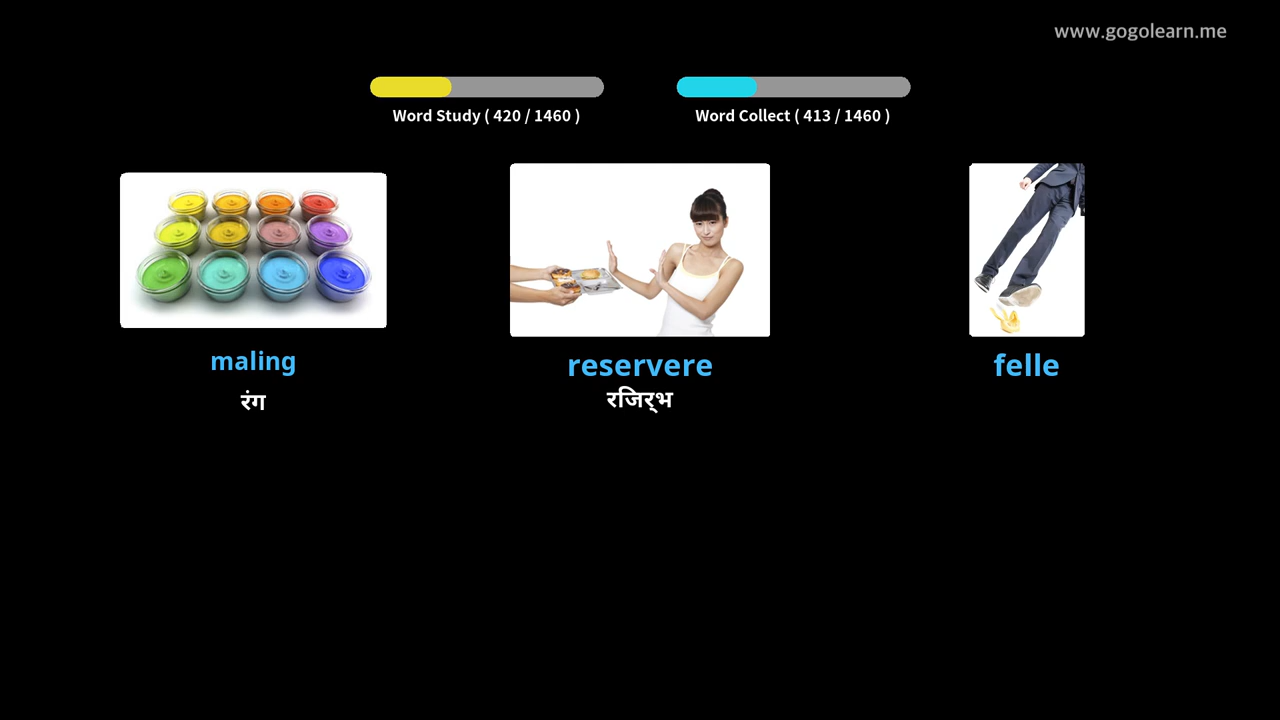 www.gogolearn.me
Word Study ( 420 / 1460 )
Word Collect ( 413 / 1460 )
maling
reservere
felle
रंग
रजिर्भ